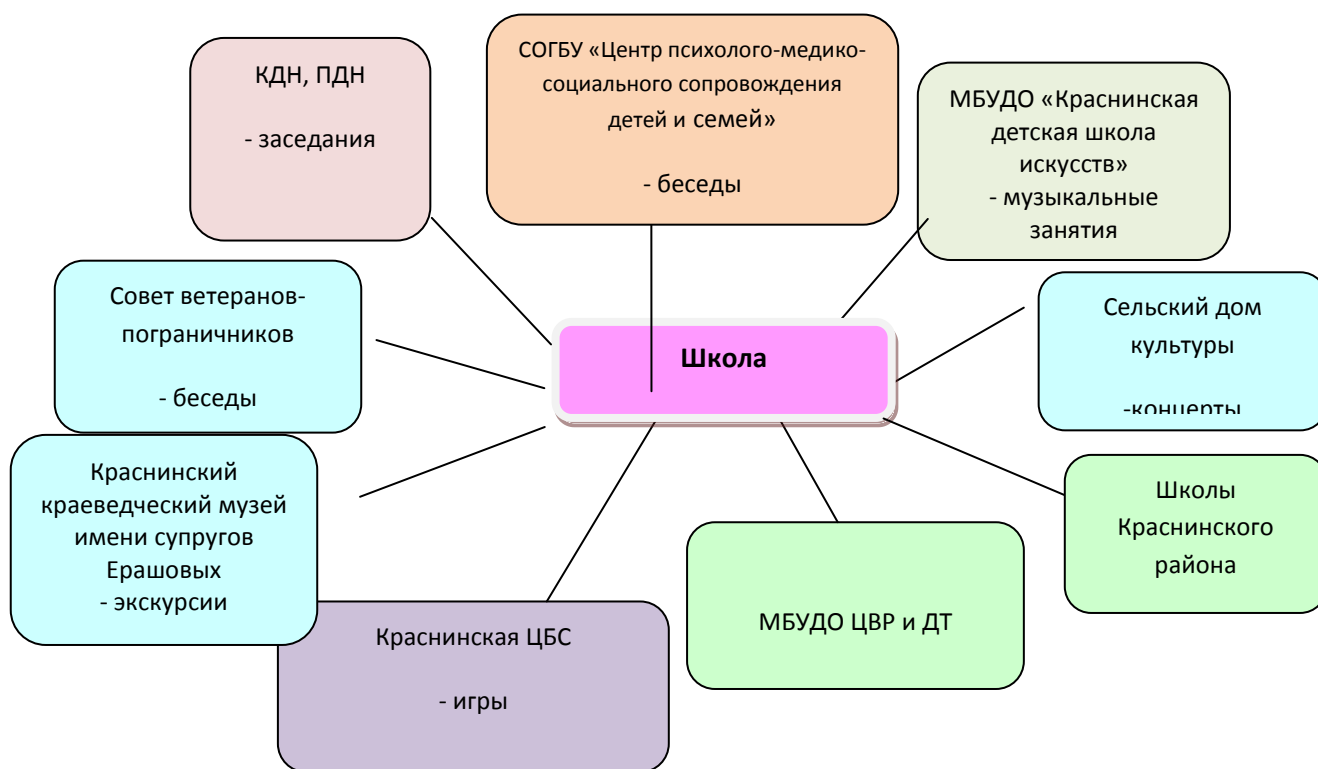 КДН, ПДН
- заседания
СОГБУ «Центр психолого-медико-
социального сопровождения
детей и семей»
- беседы
МБУДО «Краснинская
детская школа
искусств»
- музыкальные
занятия
Совет ветеранов-
пограничников
- беседы
Школа
Сельский дом
культуры
-концерты
Краснинский
краеведческий музей
имени супругов
Ерашовых
- экскурсии
Школы
Краснинского
района
МБУДО ЦВР и ДТ
Краснинская ЦБС
- игры